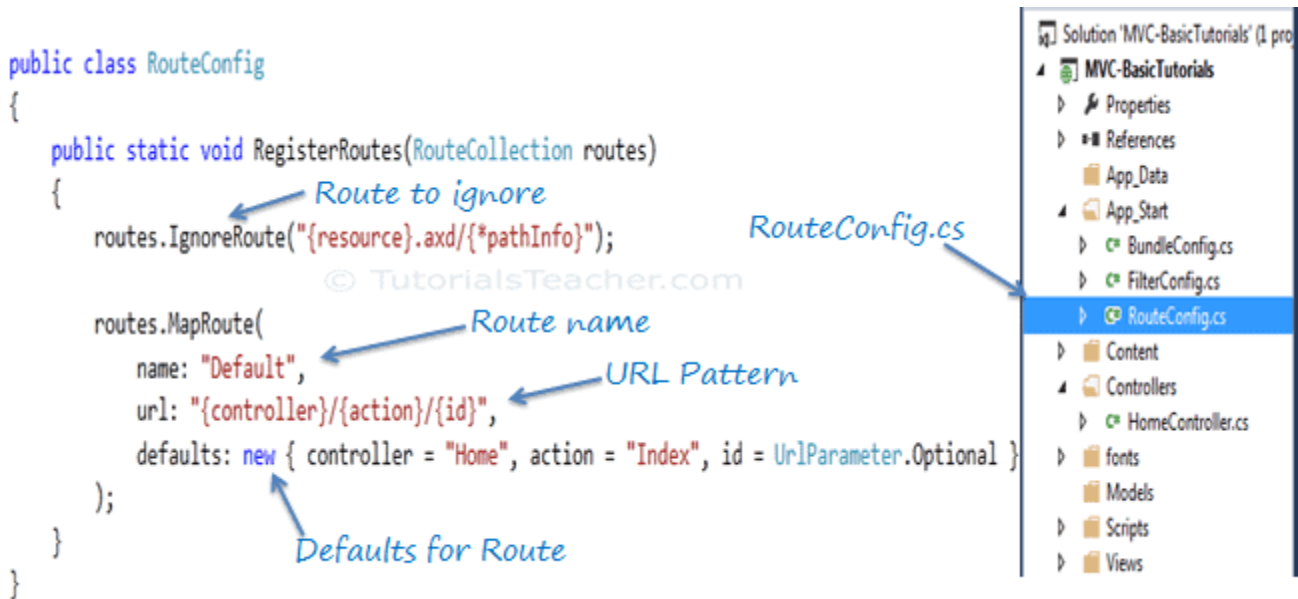 public class RouteConfig
{
public static void RegisterRoutes(RouteCollection routes)
{
Route to ignore
routes.IgnoreRoute("{resource}.axd/{*pathInfo}");
© TutorialsTeacher.com
routes.MapRoute(
Route name
name: "Default",
URL Pattern
url: "{controller}/{action}/{id}",
defaults: new { controller = "Home", action = "Index", id = UrlParameter.Optional }
);
}
Defaults for Route
}
RouteConfig.cs
Solution 'MVC-BasicTutorials' (1 pro
MVC-BasicTutorials
Properties
References
App_Data
App_Start
BundleConfig.cs
FilterConfig.cs
RouteConfig.cs
Content
Controllers
HomeController.cs
fonts
Models
Scripts
Views